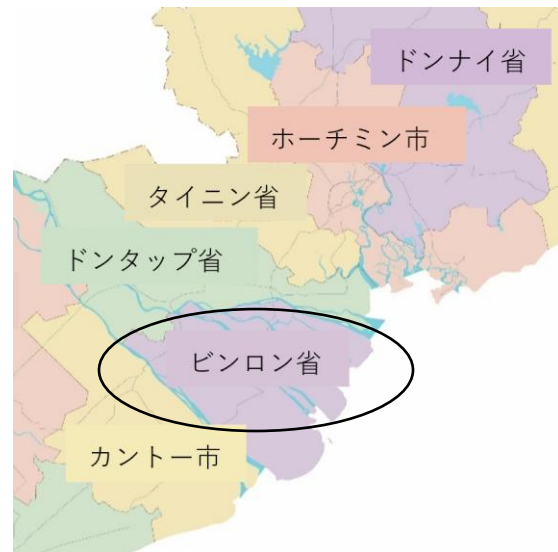 ドンナイ省
ホーチミン市
タイニン省
ドンタップ省
ビンロン省
カントー市